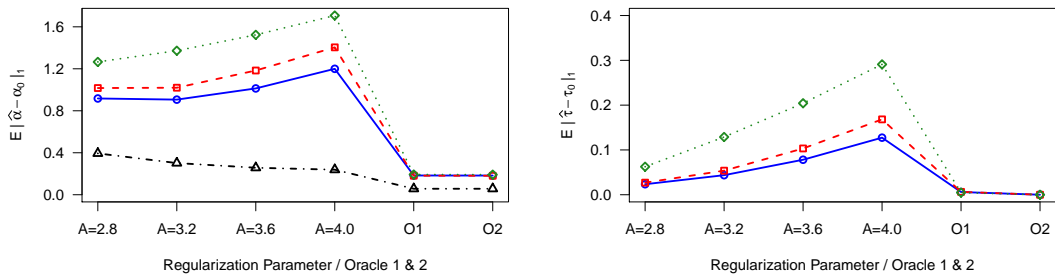 E | α̂ − α₀ |₁
1.6
1.2
0.8
0.4
0.0
A=2.8 A=3.2 A=3.6 A=4.0 O1 O2
Regularization Parameter / Oracle 1 & 2
E | τ̂ − τ₀ |₁
0.4
0.3
0.2
0.1
0.0
A=2.8 A=3.2 A=3.6 A=4.0 O1 O2
Regularization Parameter / Oracle 1 & 2